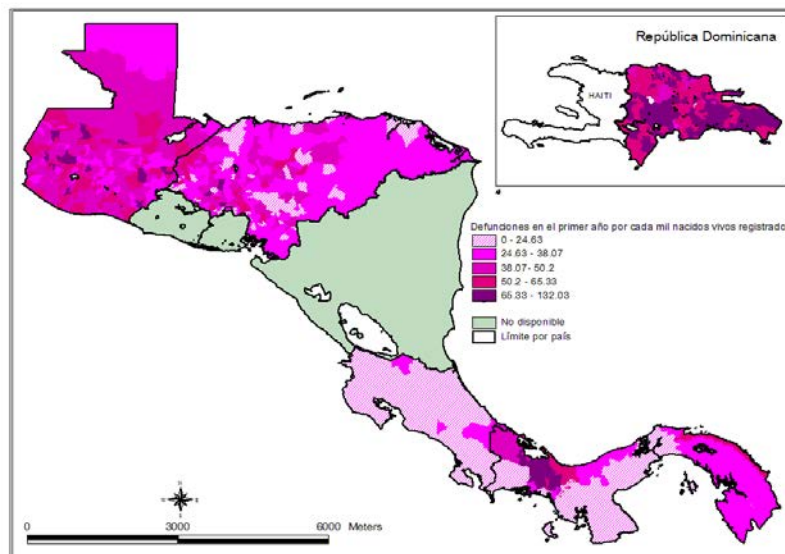 República Dominicana
HAITI
Defunciones en el primer año por cada mil nacidos vivos registrado
0 - 24.63
24.63 - 38.07
38.07- 50.2
50.2 - 65.33
65.33 - 132.03
No disponible
Límite por país
0 3000 6000 Meters